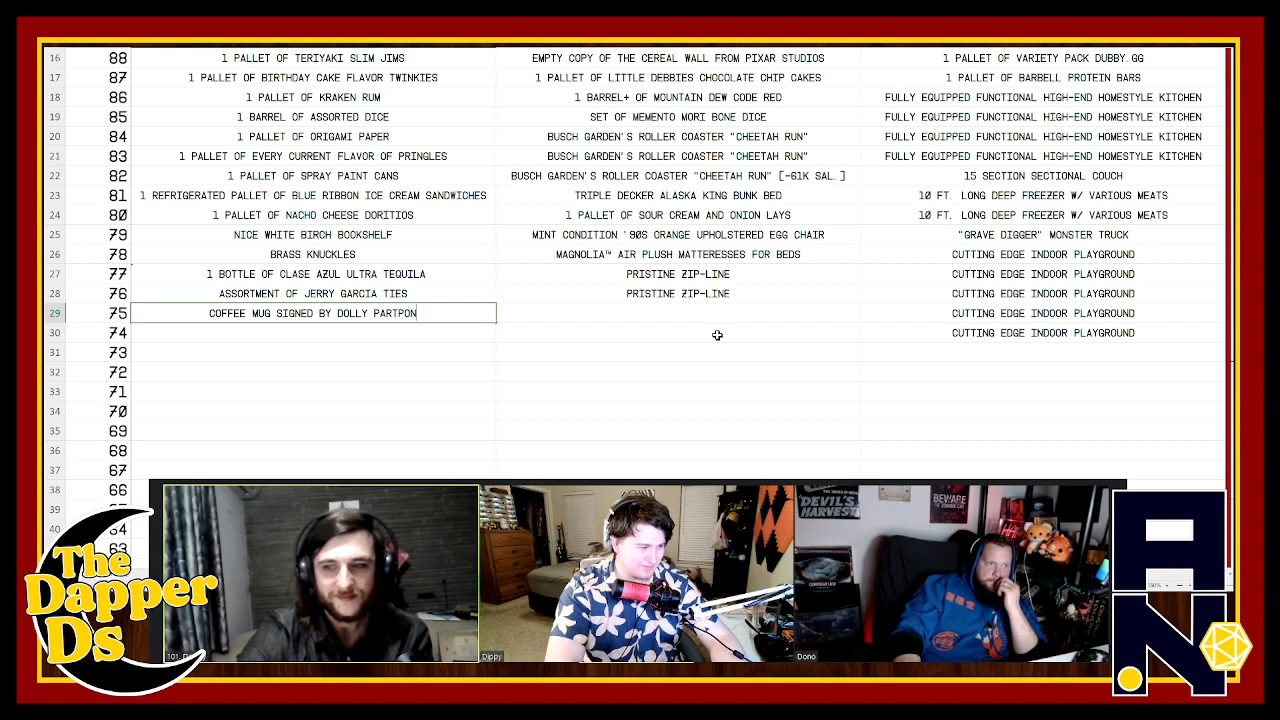 16 88 1 PALLET OF TERIYAKI SLIM JIMS EMPTY COPY OF THE CEREAL WALL FROM PIXAR STUDIOS 1 PALLET OF VARIETY PACK DUBBY.GG
17 87 1 PALLET OF BIRTHDAY CAKE FLAVOR TWINKIES 1 PALLET OF LITTLE DEBBIES CHOCOLATE CHIP CAKES 1 PALLET OF BARBELL PROTEIN BARS
18 86 1 PALLET OF KRAKEN RUM 1 BARREL+ OF MOUNTAIN DEW CODE RED FULLY EQUIPPED FUNCTIONAL HIGH-END HOMESTYLE KITCHEN
19 85 1 BARREL OF ASSORTED DICE SET OF MEMENTO MORI BONE DICE FULLY EQUIPPED FUNCTIONAL HIGH-END HOMESTYLE KITCHEN
20 84 1 PALLET OF ORIGAMI PAPER BUSCH GARDEN'S ROLLER COASTER "CHEETAH RUN" FULLY EQUIPPED FUNCTIONAL HIGH-END HOMESTYLE KITCHEN
21 83 1 PALLET OF EVERY CURRENT FLAVOR OF PRINGLES BUSCH GARDEN'S ROLLER COASTER "CHEETAH RUN" FULLY EQUIPPED FUNCTIONAL HIGH-END HOMESTYLE KITCHEN
22 82 1 PALLET OF SPRAY PAINT CANS BUSCH GARDEN'S ROLLER COASTER "CHEETAH RUN" [-61K SAL.] 15 SECTION SECTIONAL COUCH
23 81 1 REFRIGERATED PALLET OF BLUE RIBBON ICE CREAM SANDWICHES TRIPLE DECKER ALASKA KING BUNK BED 10 FT. LONG DEEP FREEZER W/ VARIOUS MEATS
24 80 1 PALLET OF NACHO CHEESE DORITIOS 1 PALLET OF SOUR CREAM AND ONION LAYS 10 FT. LONG DEEP FREEZER W/ VARIOUS MEATS
25 79 NICE WHITE BIRCH BOOKSHELF MINT CONDITION '90S ORANGE UPHOLSTERED EGG CHAIR "GRAVE DIGGER" MONSTER TRUCK
26 78 BRASS KNUCKLES MAGNOLIA™ AIR PLUSH MATTERESSES FOR BEDS CUTTING EDGE INDOOR PLAYGROUND
27 77 1 BOTTLE OF CLASE AZUL ULTRA TEQUILA PRISTINE ZIP-LINE CUTTING EDGE INDOOR PLAYGROUND
28 76 ASSORTMENT OF JERRY GARCIA TIES PRISTINE ZIP-LINE CUTTING EDGE INDOOR PLAYGROUND
29 75 COFFEE MUG SIGNED BY DOLLY PARTPON CUTTING EDGE INDOOR PLAYGROUND
30 74 CUTTING EDGE INDOOR PLAYGROUND
31 73
32 72
33 71
34 70
35 69
36 68
37 67
38 66
40
The
Dapper
Ds
DEVIL'S
HARVEST
BEWARE
Dippy
Dono
A
N